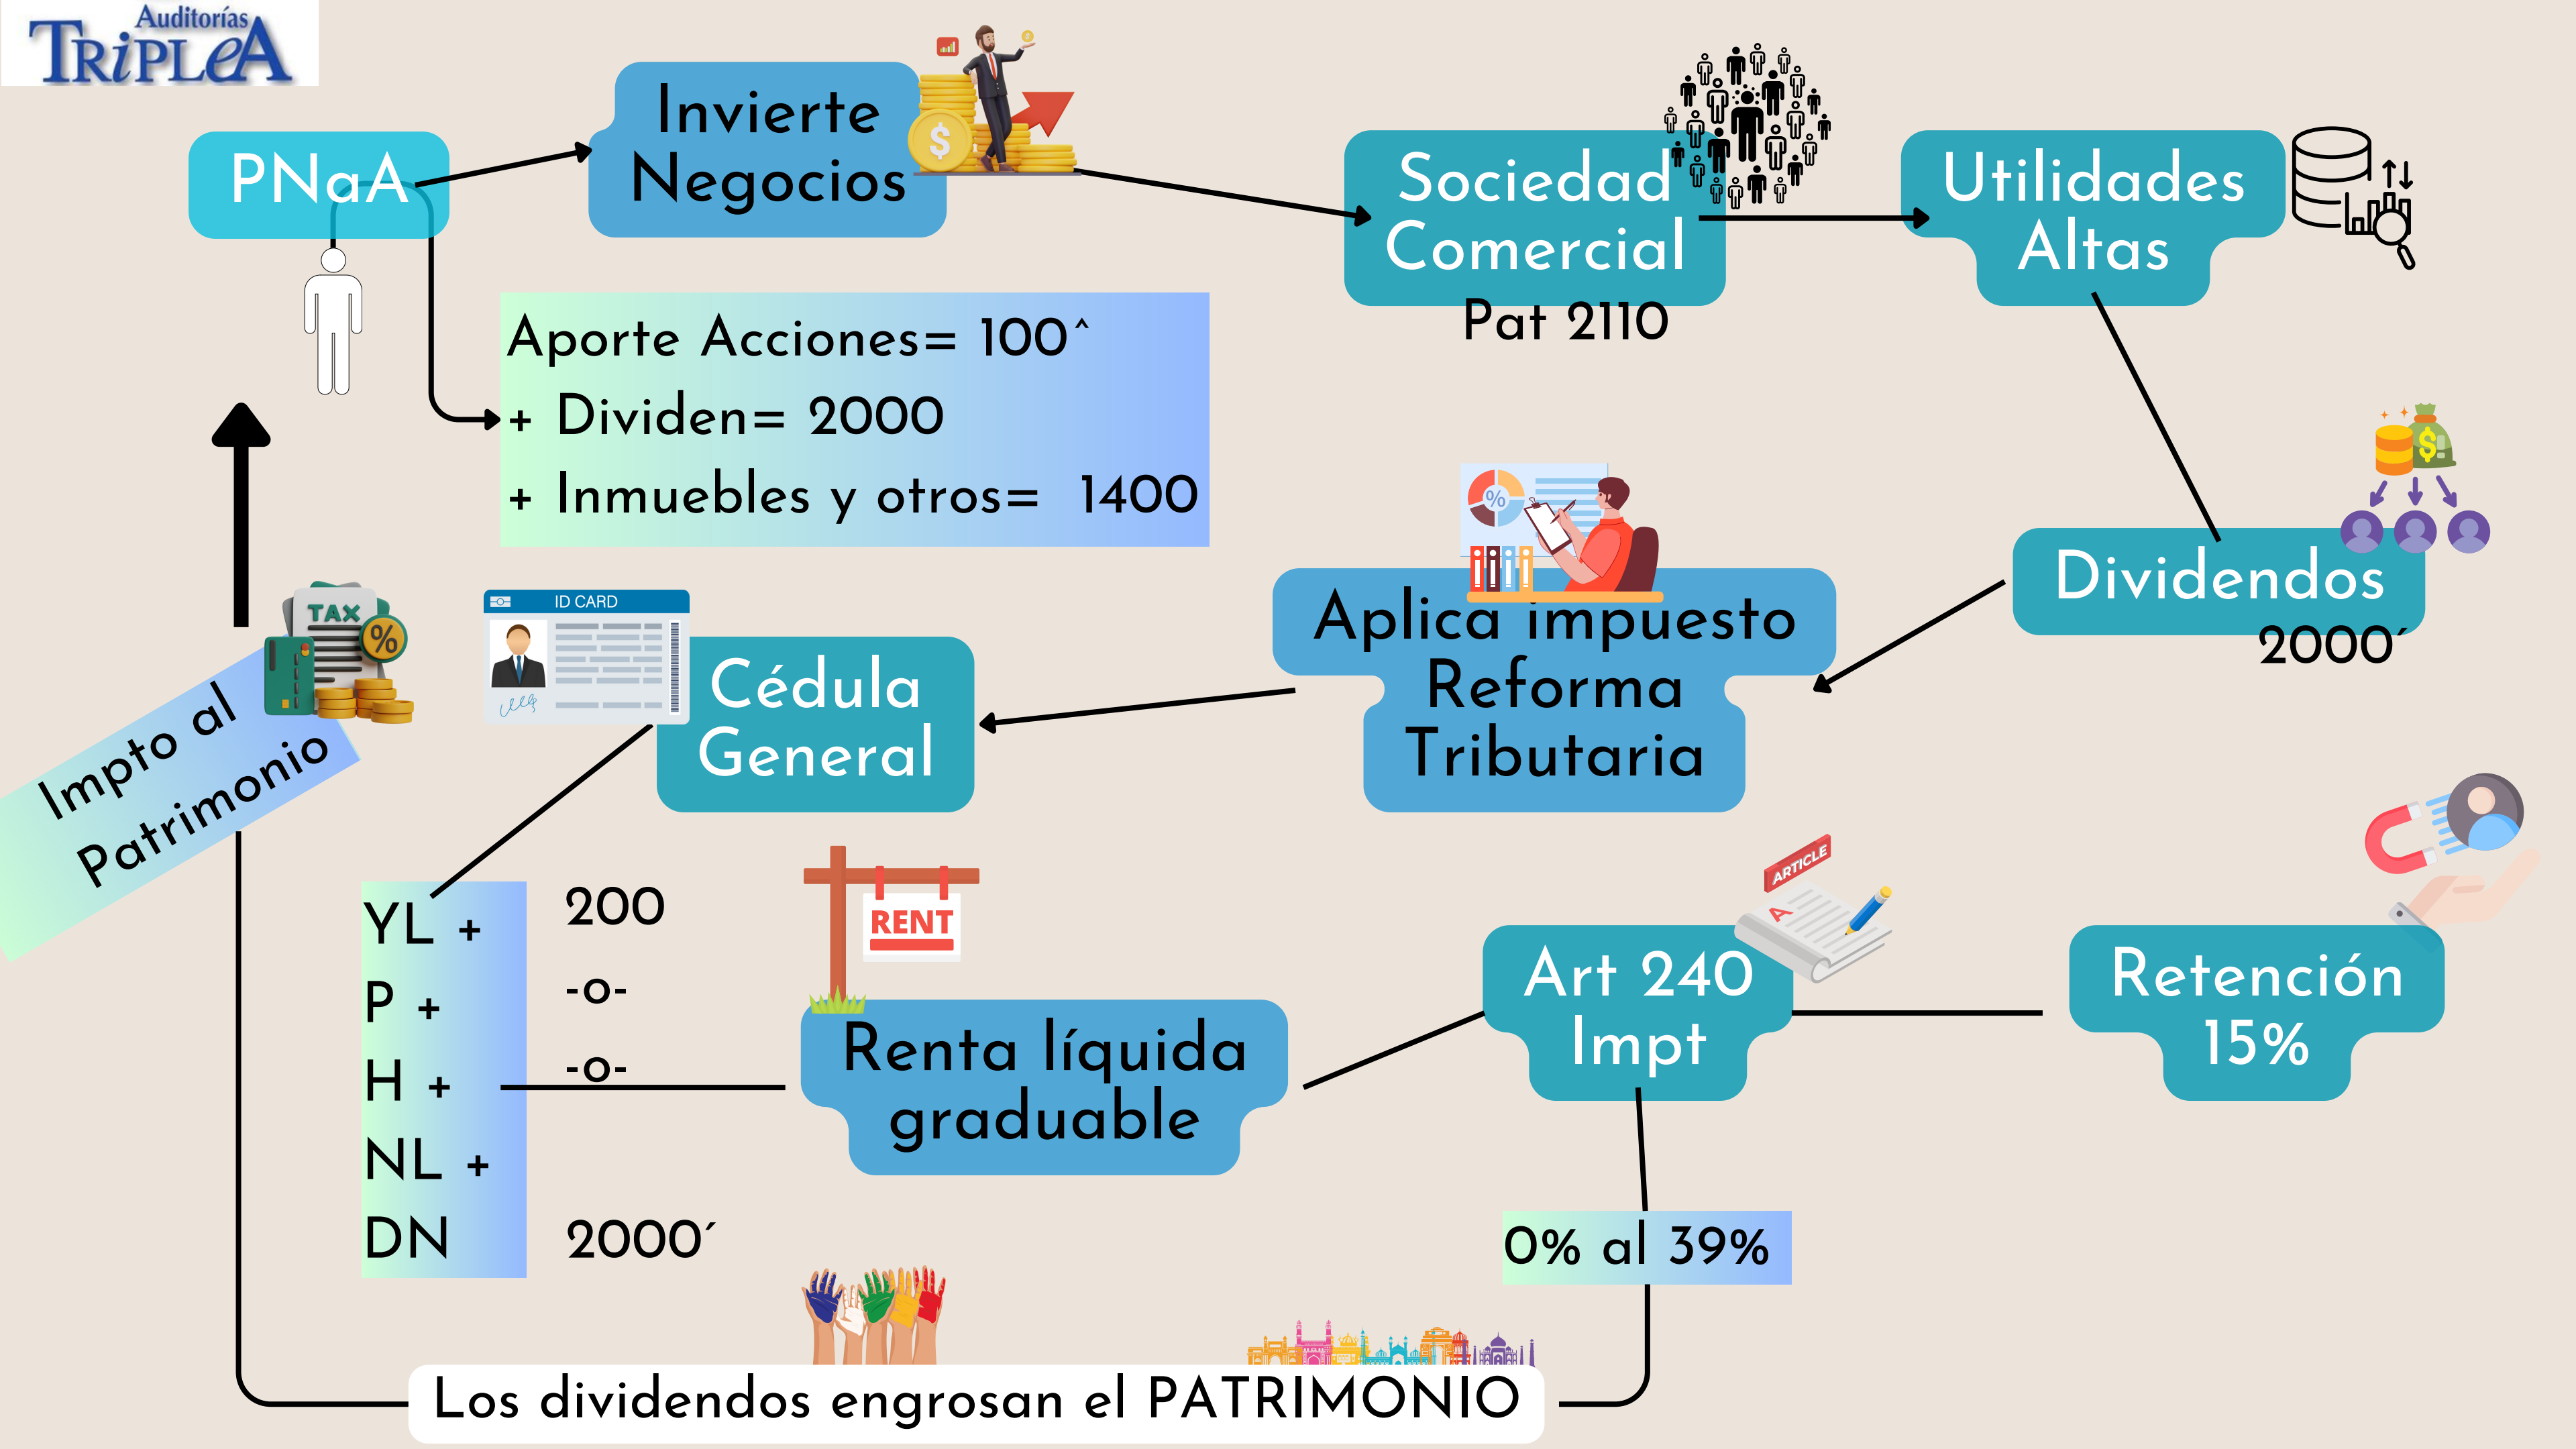 Auditorías
TRiPLeA
PNaA
Invierte
Negocios
$
Sociedad
Comercial
Pat 2110
Utilidades
Altas
Aporte Acciones= 100^
+ Dividen= 2000
+ Inmuebles y otros= 1400
$
Dividendos
2000´
%
Aplica impuesto
Reforma
Tributaria
ID CARD
Cédula
General
TAX
%
Impto al
Patrimonio
YL +
200
P +
-o-
H +
-o-
NL +
DN
2000´
RENT
Renta líquida
graduable
ARTICLE
A
Art 240
Impt
Retención
15%
0% al 39%
Los dividendos engrosan el PATRIMONIO